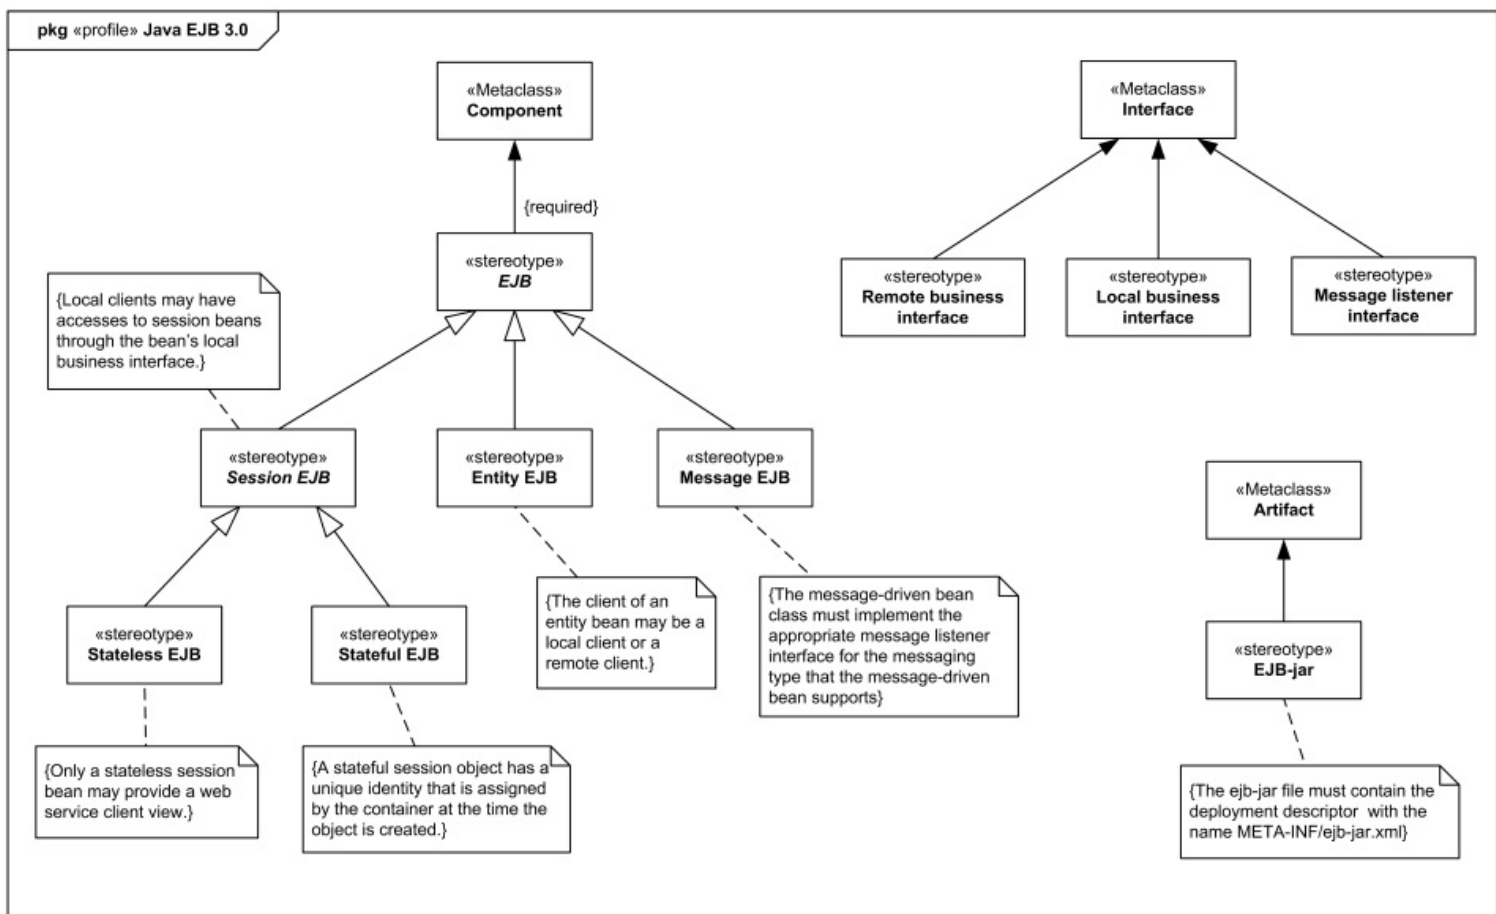 pkg «profile» Java EJB 3.0
«Metaclass»
Component
{required}
«stereotype»
EJB
«Metaclass»
Interface
«stereotype»
Remote business
interface
«stereotype»
Local business
interface
«stereotype»
Message listener
interface
{Local clients may have
accesses to session beans
through the bean's local
business interface.}
«stereotype»
Session EJB
«stereotype»
Entity EJB
«stereotype»
Message EJB
«Metaclass»
Artifact
«stereotype»
Stateless EJB
«stereotype»
Stateful EJB
{The client of an
entity bean may be a
local client or a
remote client.}
{The message-driven bean
class must implement the
appropriate message listener
interface for the messaging
type that the message-driven
bean supports}
«stereotype»
EJB-jar
{Only a stateless session
bean may provide a web
service client view.}
{A stateful session object has a
unique identity that is assigned
by the container at the time the
object is created.}
{The ejb-jar file must contain the
deployment descriptor with the
name META-INF/ejb-jar.xml}